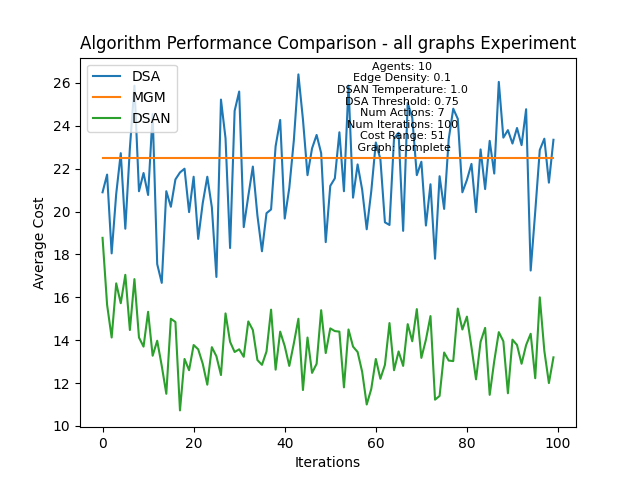 Algorithm Performance Comparison - all graphs Experiment
DSA
MGM
DSAN
Agents: 10
Edge Density: 0.1
DSAN Temperature: 1.0
DSA Threshold: 0.75
Num Actions: 7
Num Iterations: 100
Cost Range: 51
Graph: complete
26
24
22
20
18
16
14
12
10
Average Cost
0
20
40
60
80
100
Iterations